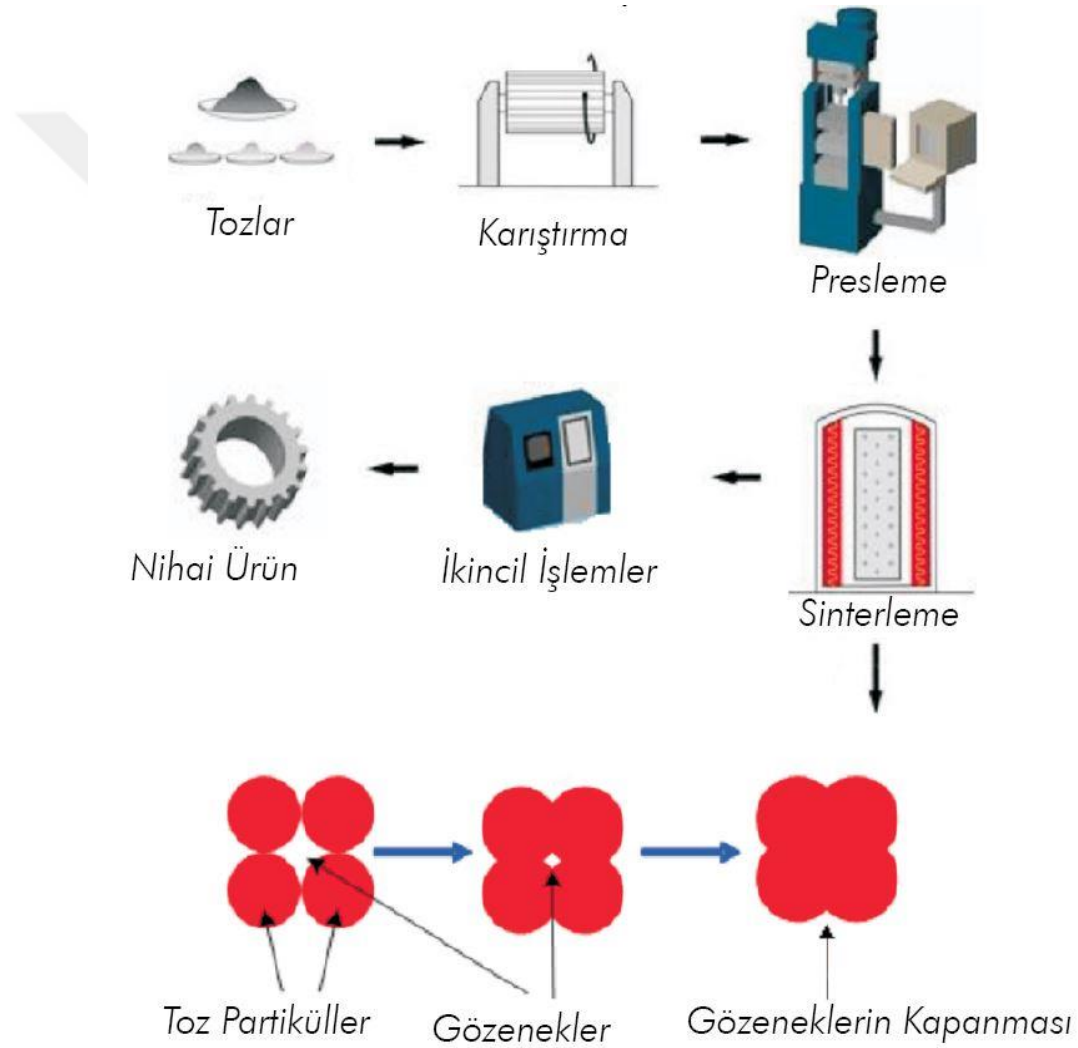 Tozlar
Karıştırma
Presleme
Nihai Ürün
İkincil İşlemler
Sinterleme
Toz Partiküller
Gözenekler
Gözeneklerin Kapanması